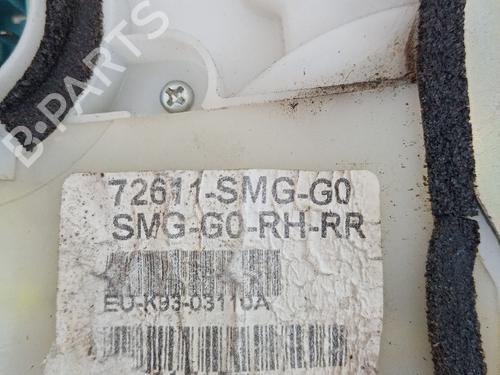 72611-SMG-G0
SMG-G0-RH-RR
EU-K93-03110A
B-PARTS